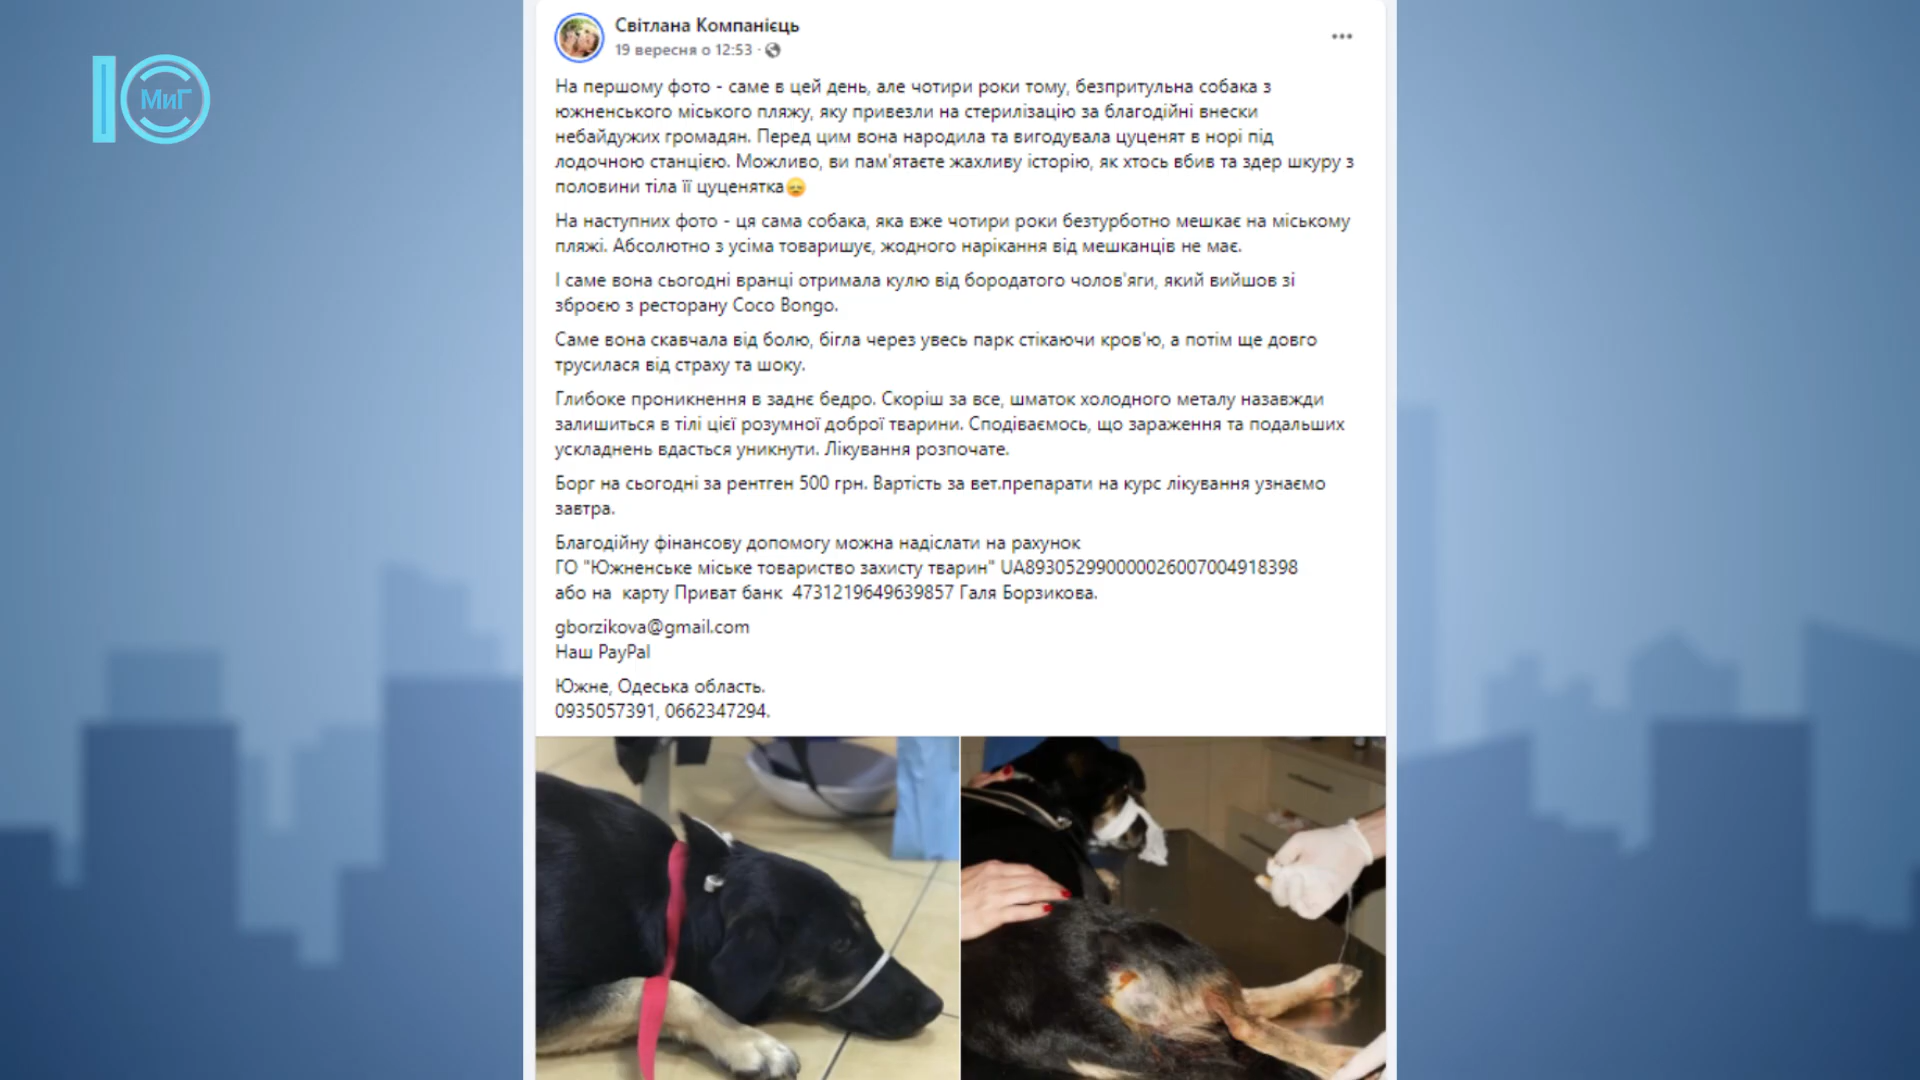 Світлана Компанієць
19 вересня о 12:53 ·
На першому фото - саме в цей день, але чотири роки тому, безпритульна собака з
южненського міського пляжу, яку привезли на стерилізацію за благодійні внески
небайдужих громадян. Перед цим вона народила та вигодувала цуценят в норі під
лодочною станцією. Можливо, ви пам'ятаєте жахливу історію, як хтось вбив та здер шкуру з
половини тіла її цуценятка😞
На наступних фото - ця сама собака, яка вже чотири роки безтурботно мешкає на міському
пляжі. Абсолютно з усіма товаришує, жодного нарікання від мешканців не має.
І саме вона сьогодні вранці отримала кулю від бородатого чолов'яги, який вийшов зі
зброєю з ресторану Coco Bongo.
Саме вона скавчала від болю, бігла через увесь парк стікаючи кров'ю, а потім ще довго
трусилася від страху та шоку.
Глибоке проникнення в заднє бедро. Скоріш за все, шматок холодного металу назавжди
залишиться в тілі цієї розумної доброї тварини. Сподіваємось, що зараження та подальших
ускладнень вдасться уникнути. Лікування розпочате.
Борг на сьогодні за рентген 500 грн. Вартість за вет.препарати на курс лікування узнаємо
завтра.
Благодійну фінансову допомогу можна надіслати на рахунок
ГО "Южненське міське товариство захисту тварин" UA893052990000026007004918398
або на карту Приват банк 4731219649639857 Галя Борзикова.
gborzikova@gmail.com
Наш PayPal
Южне, Одеська область.
0935057391, 0662347294.
МиГ